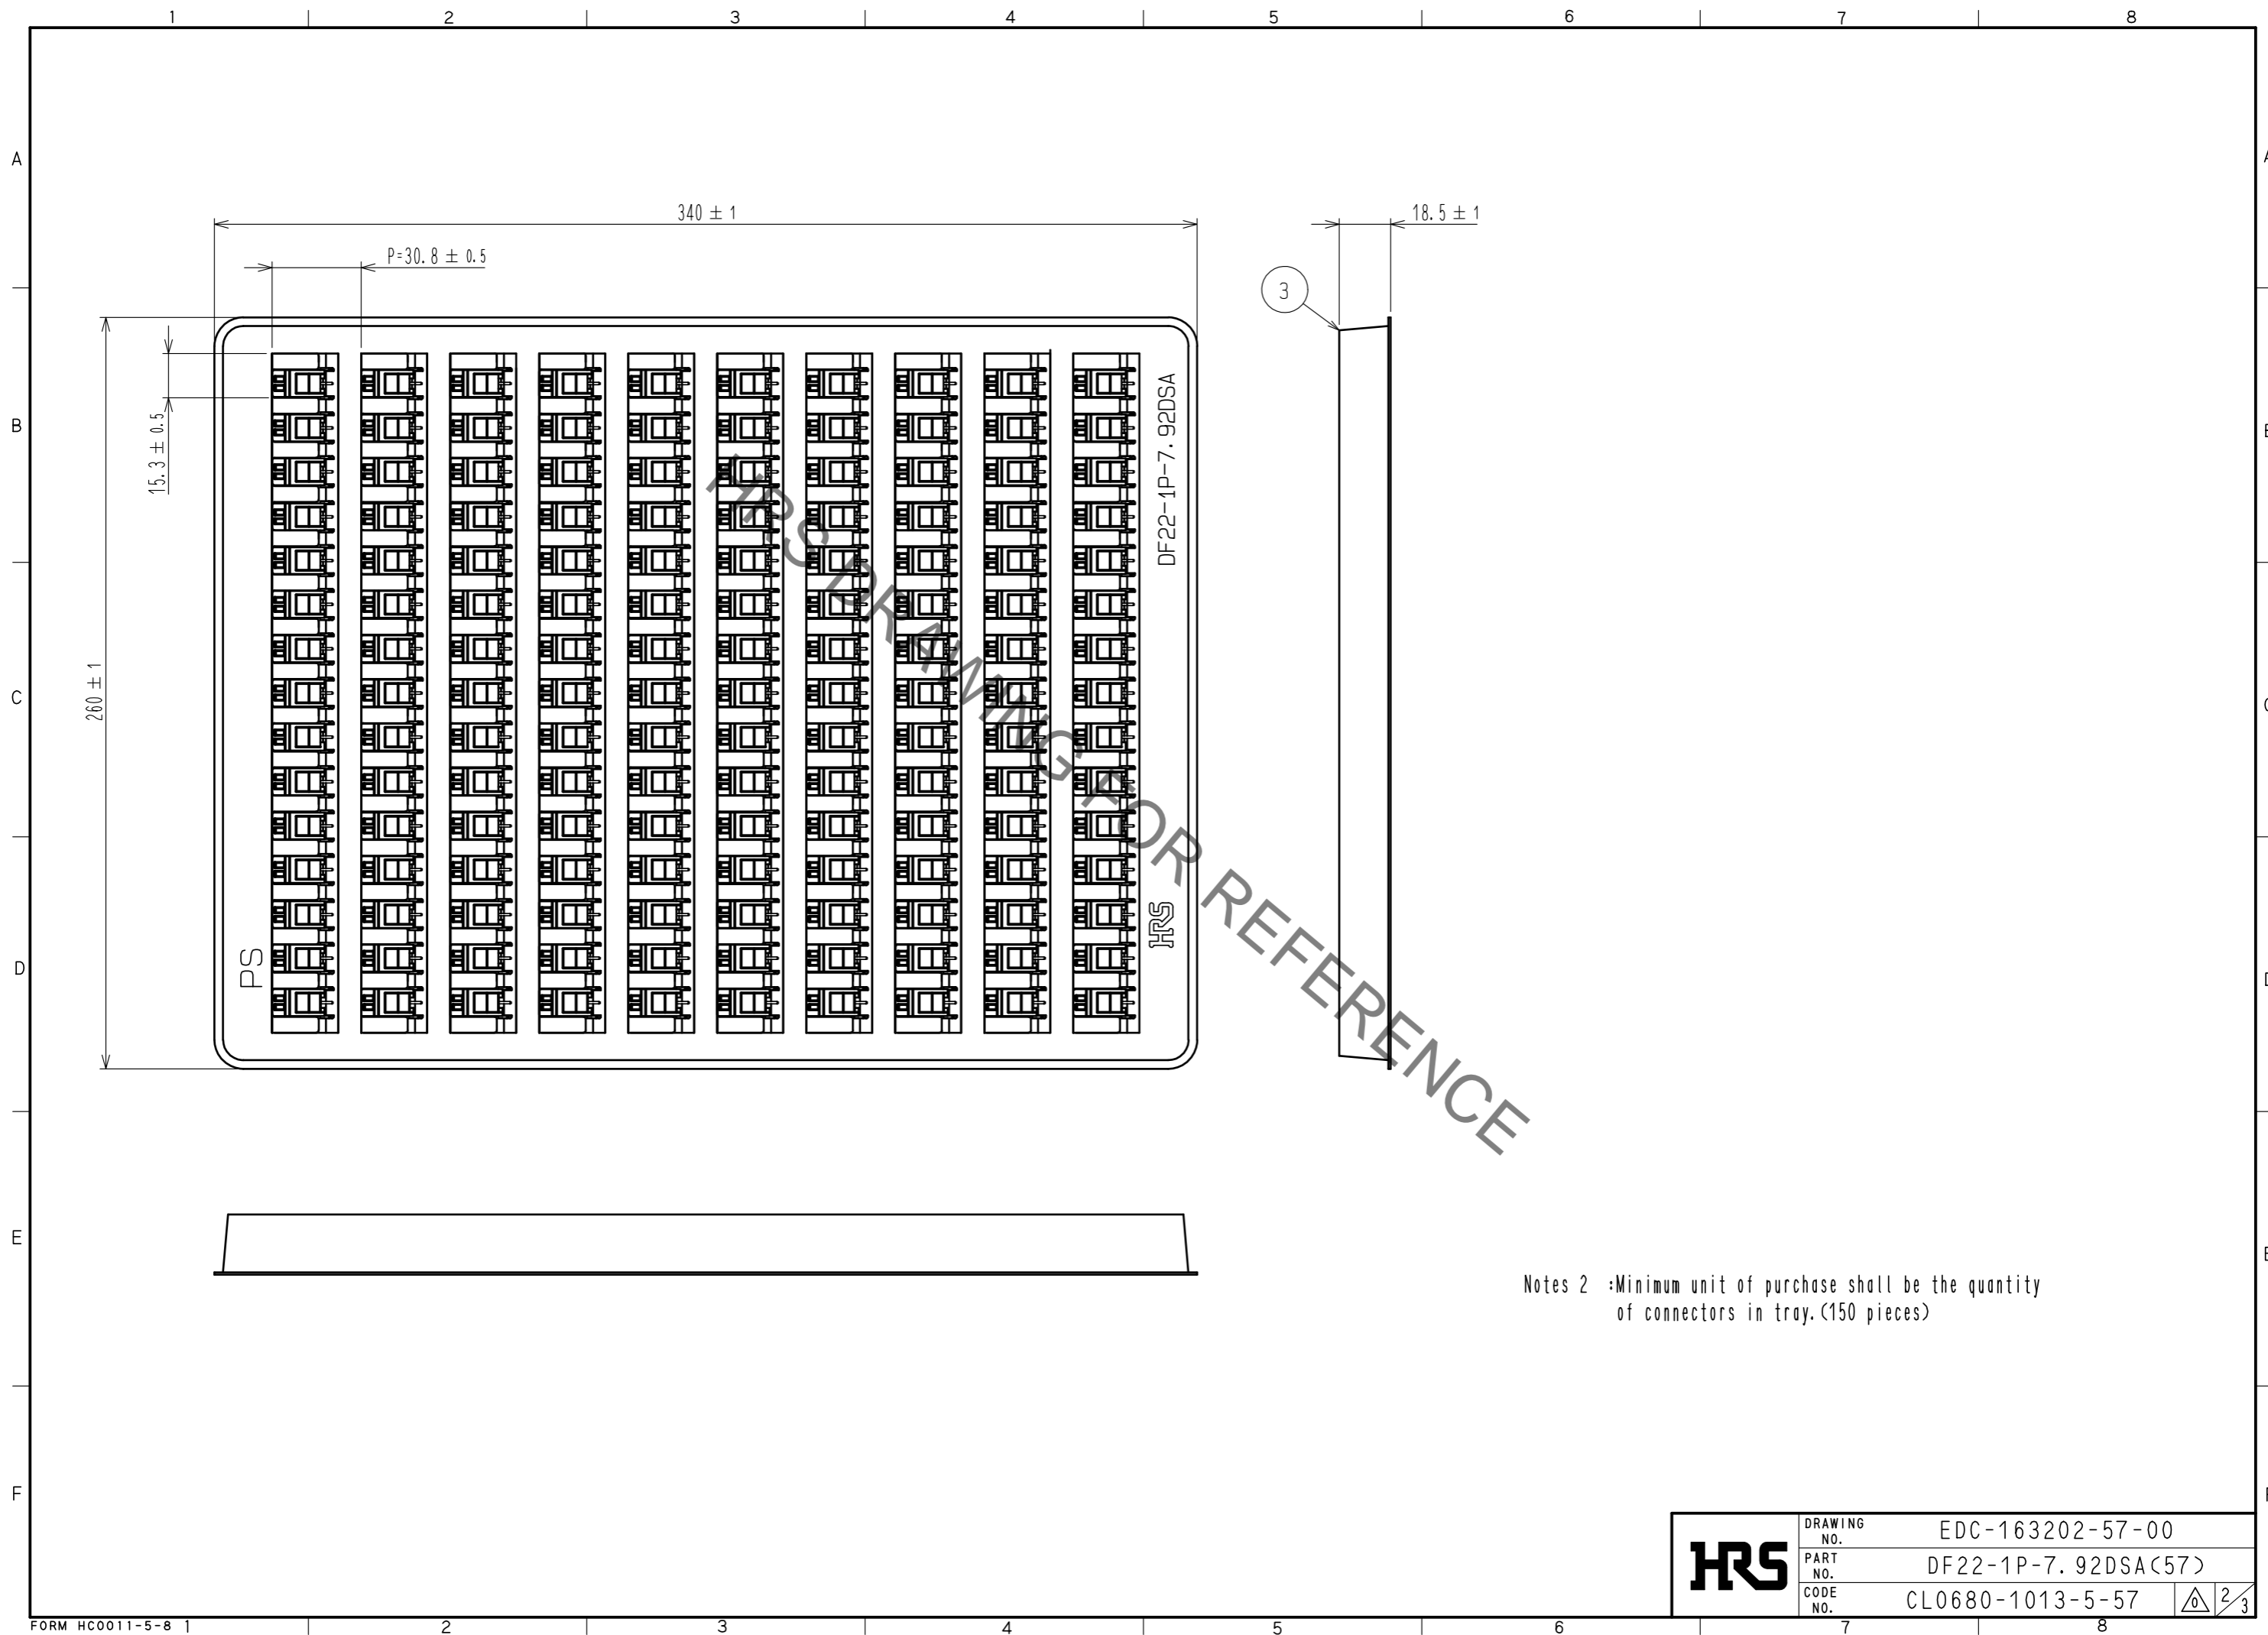 1 2 3 4 5 6 7 8
A
B
C
D
E
F
340 ± 1
18.5 ± 1
P=30.8 ± 0.5
3
15.3 ± 0.5
260 ± 1
DF22-1P-7.92DSA
PS
HRS
HRS DRAWING FOR REFERENCE
Notes 2 :Minimum unit of purchase shall be the quantity
of connectors in tray.(150 pieces)
HRS
DRAWING NO. EDC-163202-57-00
PART NO. DF22-1P-7.92DSA(57)
CODE NO. CL0680-1013-5-57 0 2/3
FORM HC0011-5-8 1 2 3 4 5 6 7 8